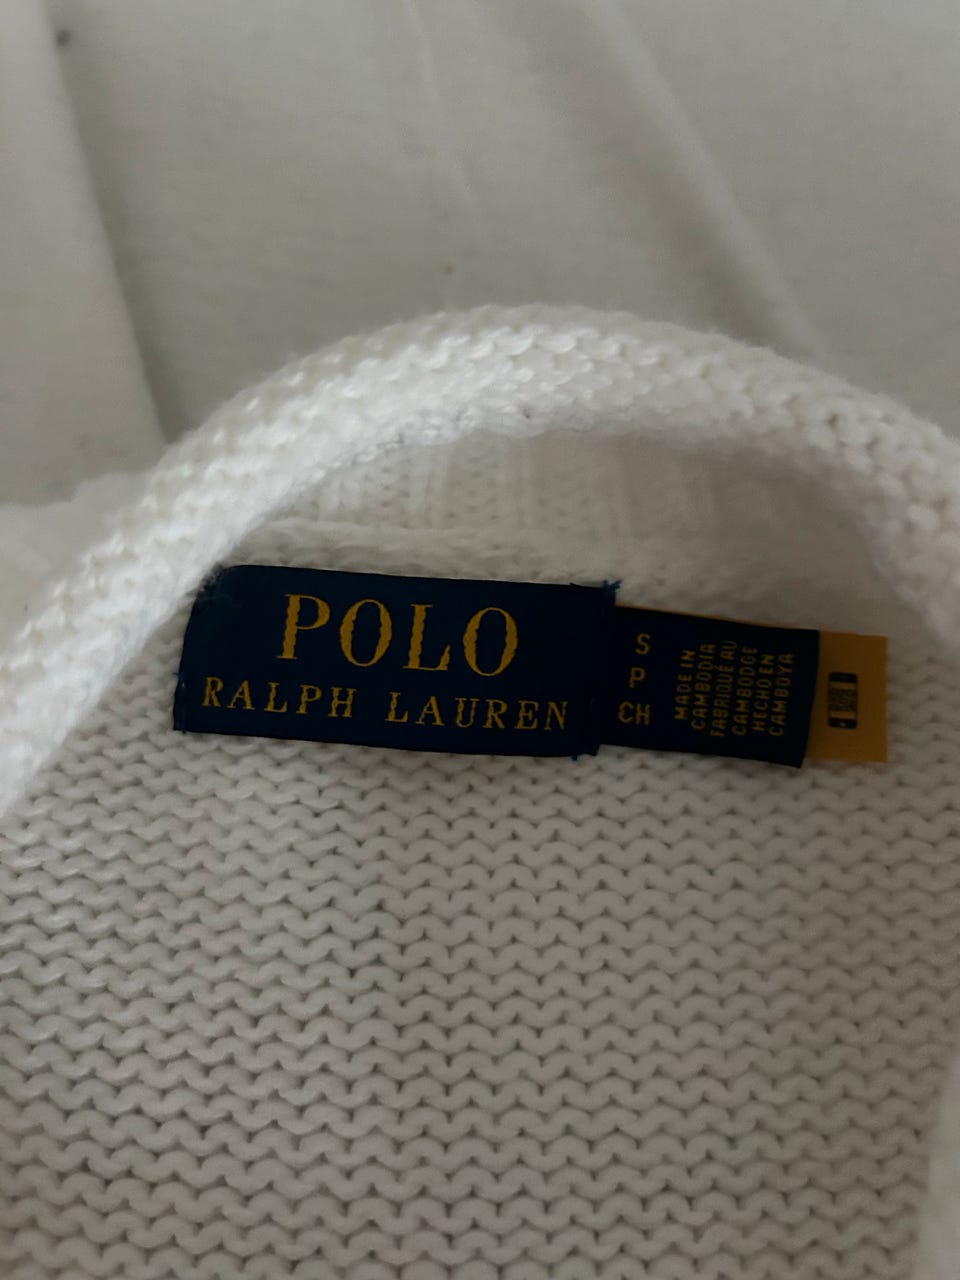 POLO
RALPH LAUREN
S
P
CH
MADE IN
CAMBODIA
FABRIQUÉ AU
CAMBODGE
HECHO EN
CAMBOYA